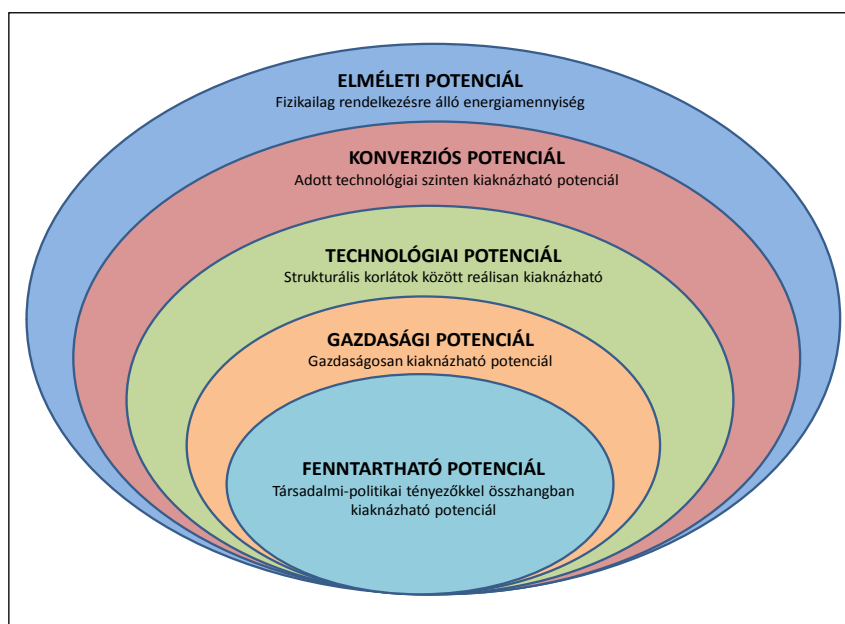 ELMÉLETI POTENCIÁL
Fizikailag rendelkezésre álló energiamennyiség
KONVERZIÓS POTENCIÁL
Adott technológiai szinten kiaknázható potenciál
TECHNOLÓGIAI POTENCIÁL
Strukturális korlátok között reálisan kiaknázható
GAZDASÁGI POTENCIÁL
Gazdaságosan kiaknázható potenciál
FENNTARTHATÓ POTENCIÁL
Társadalmi-politikai tényezőkkel összhangban
kiaknázható potenciál